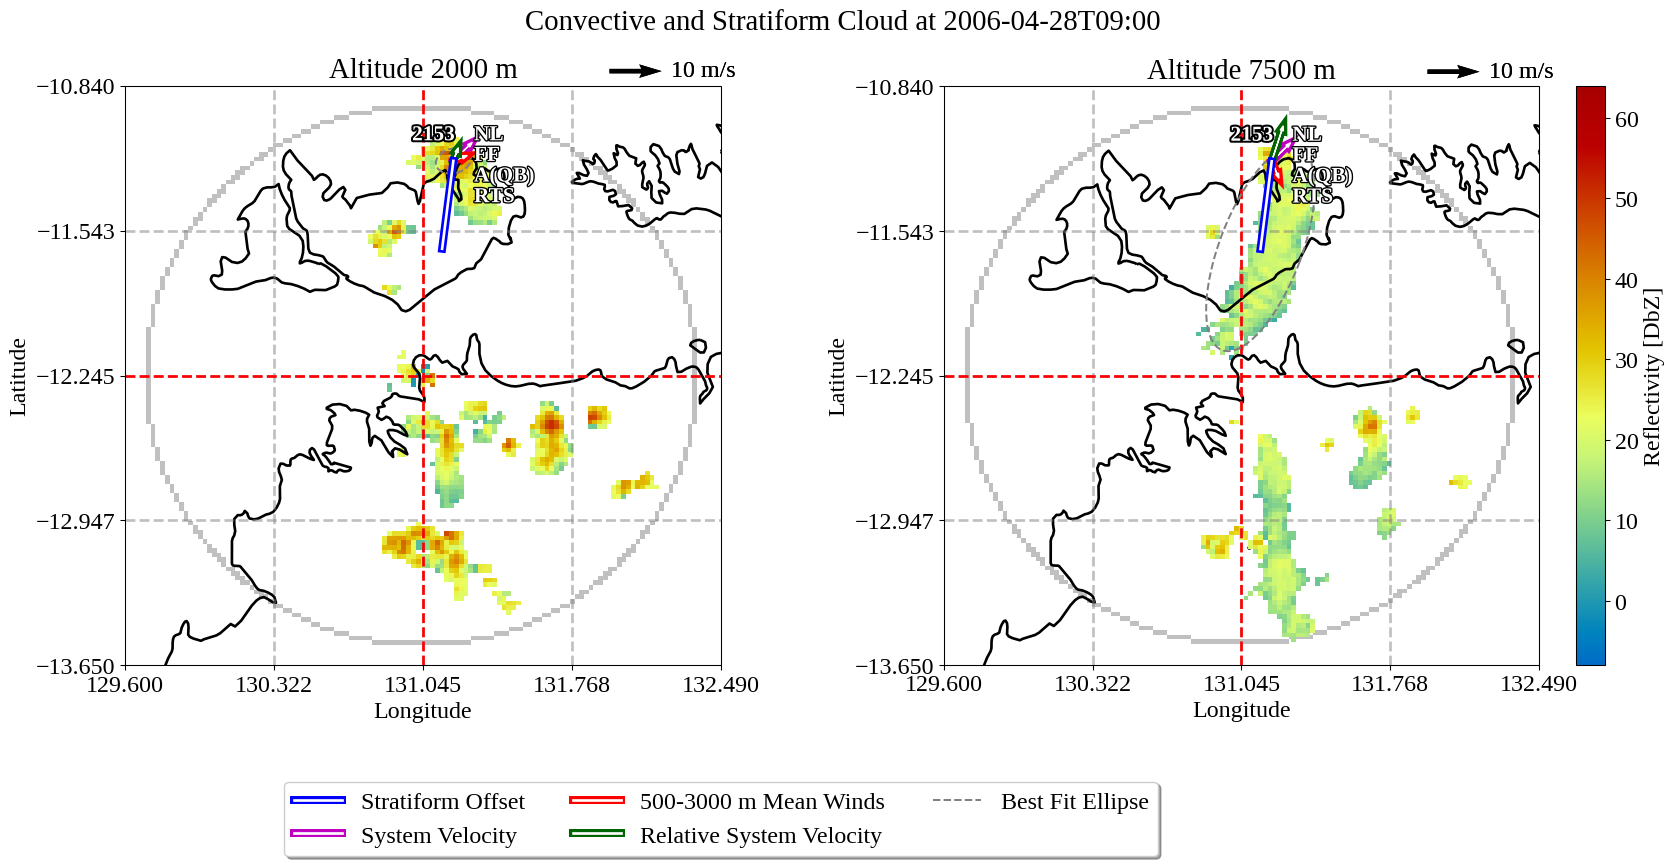 Convective and Stratiform Cloud at 2006-04-28T09:00
Altitude 2000 m
10 m/s
Altitude 7500 m
10 m/s
−10.840
−11.543
−12.245
−12.947
−13.650
129.600
130.322
131.045
131.768
132.490
Longitude
Latitude
2153
NL
FF
A(QB)
RTS
−10.840
−11.543
−12.245
−12.947
−13.650
129.600
130.322
131.045
131.768
132.490
Longitude
Latitude
2153
NL
FF
A(QB)
RTS
60
50
40
30
20
10
0
Reflectivity [DbZ]
Stratiform Offset
System Velocity
500-3000 m Mean Winds
Relative System Velocity
Best Fit Ellipse